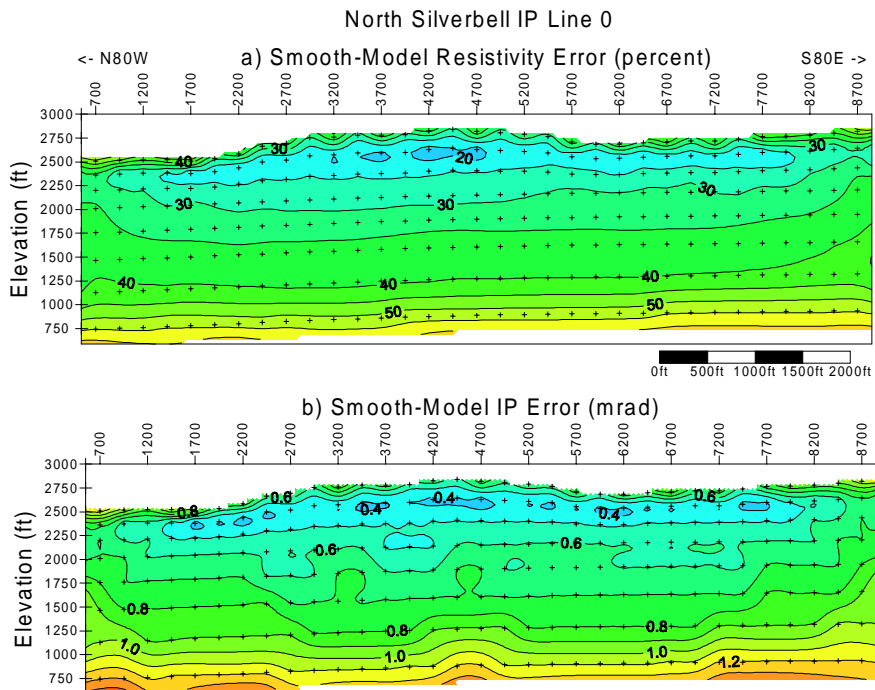 North Silverbell IP Line 0
<- N80W a) Smooth-Model Resistivity Error (percent) S80E ->
700 1200 1700 2200 2700 3200 3700 4200 4700 5200 5700 6200 6700 7200 7700 8200 8700
Elevation (ft)
3000
2750
2500
2250
2000
1750
1500
1250
1000
750
40 30 20 30
30 30 30
40 40
50 50
0ft 500ft 1000ft 1500ft 2000ft
b) Smooth-Model IP Error (mrad)
700 1200 1700 2200 2700 3200 3700 4200 4700 5200 5700 6200 6700 7200 7700 8200 8700
Elevation (ft)
3000
2750
2500
2250
2000
1750
1500
1250
1000
750
0.8 0.6 0.4 0.4 0.4 0.6
0.6 0.6
0.8 0.8 0.8
1.0 1.0 1.0
1.2